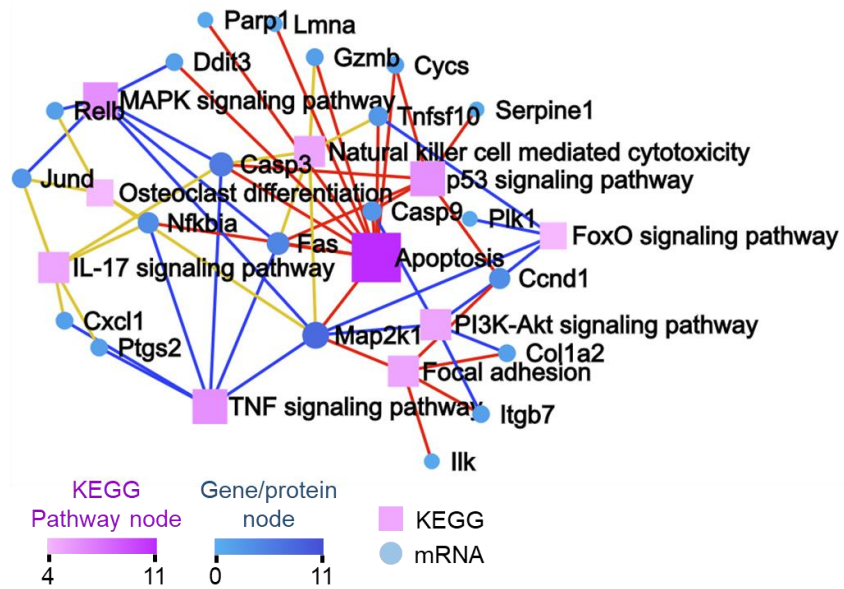 Parp1
Lmna
Ddit3
Gzmb
Cycs
MAPK signaling pathway
Relb
Tnfsf10
Serpine1
Natural killer cell mediated cytotoxicity
Casp3
p53 signaling pathway
Jund
Osteoclast differentiation
Casp9
Plk1
Nfkbia
FoxO signaling pathway
Fas
Apoptosis
IL-17 signaling pathway
Ccnd1
Cxcl1
Map2k1
PI3K-Akt signaling pathway
Ptgs2
Col1a2
Focal adhesion
TNF signaling pathway
Itgb7
Ilk
KEGG
Pathway node
4 11
Gene/protein
node
0 11
KEGG
mRNA